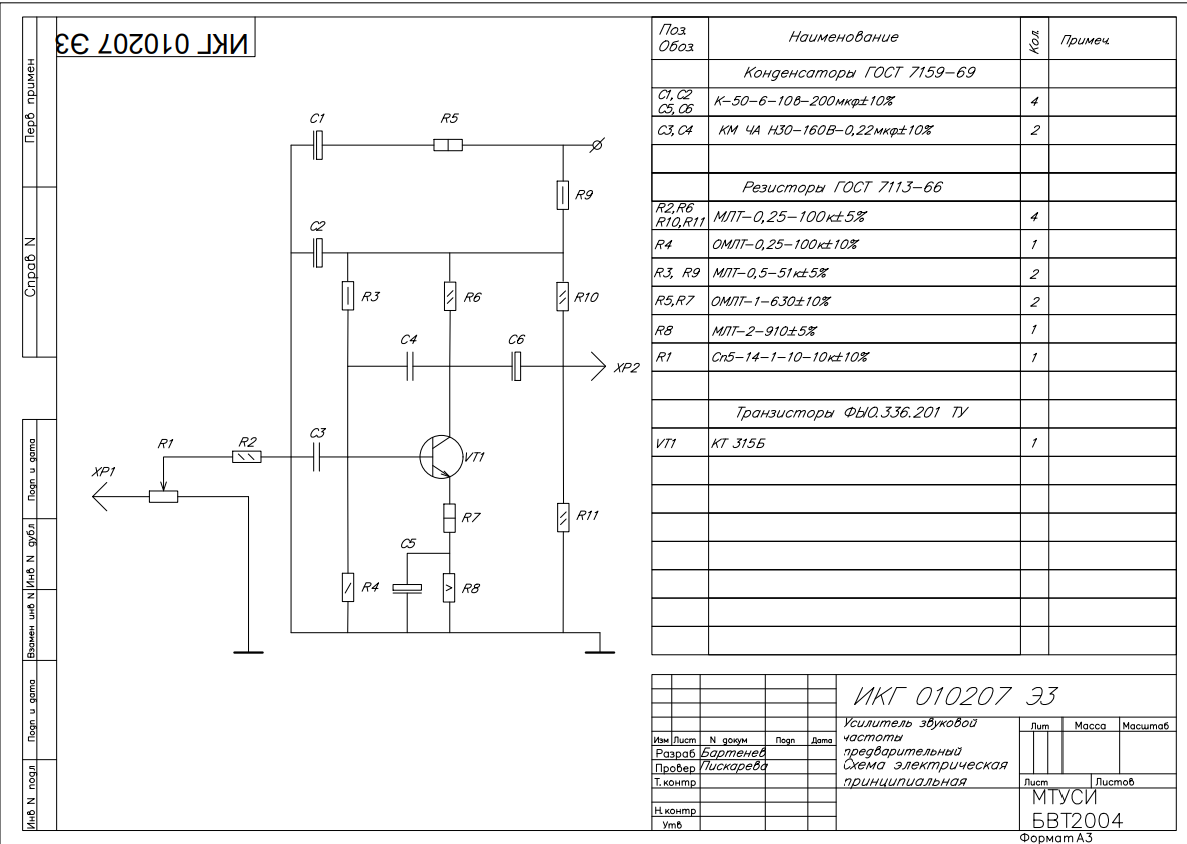 ИКГ 010207 ЭЗ
Перв примен
Справ N
Подп и дата
Инв N дубл
Взамен инв N
Подп и дата
Инв N подл
C1
R5
R9
C2
R3
R6
R10
C4
C6
XP2
R1
R2
C3
VT1
XP1
R7
R11
C5
R4
R8
Поз. Обоз.
Наименование
Кол.
Примеч.
Конденсаторы ГОСТ 7159-69
C1, C2
C5, C6
К-50-6-10В-200мкф±10%
4
C3, C4
КМ ЧА Н30-160В-0,22мкф±10%
2
Резисторы ГОСТ 7113-66
R2,R6
R10,R11
МЛТ-0,25-100к±5%
4
R4
ОМЛТ-0,25-100к±10%
1
R3, R9
МЛТ-0,5-51к±5%
2
R5,R7
ОМЛТ-1-630±10%
2
R8
МЛТ-2-910±5%
1
R1
Сп5-14-1-10-10к±10%
1
Транзисторы ФЫО.336.201 ТУ
VT1
КТ 315Б
1
ИКГ 010207 ЭЗ
Изм Лист N докум Подп Дата
Разраб Бартенев
Провер Пискарева
Т. контр
Н.контр
Утв
Усилитель звуковой
частоты
предварительный
Схема электрическая
принципиальная
Лит Масса Масштаб
Лист Листов
МТУСИ
БВТ2004
Формат А3